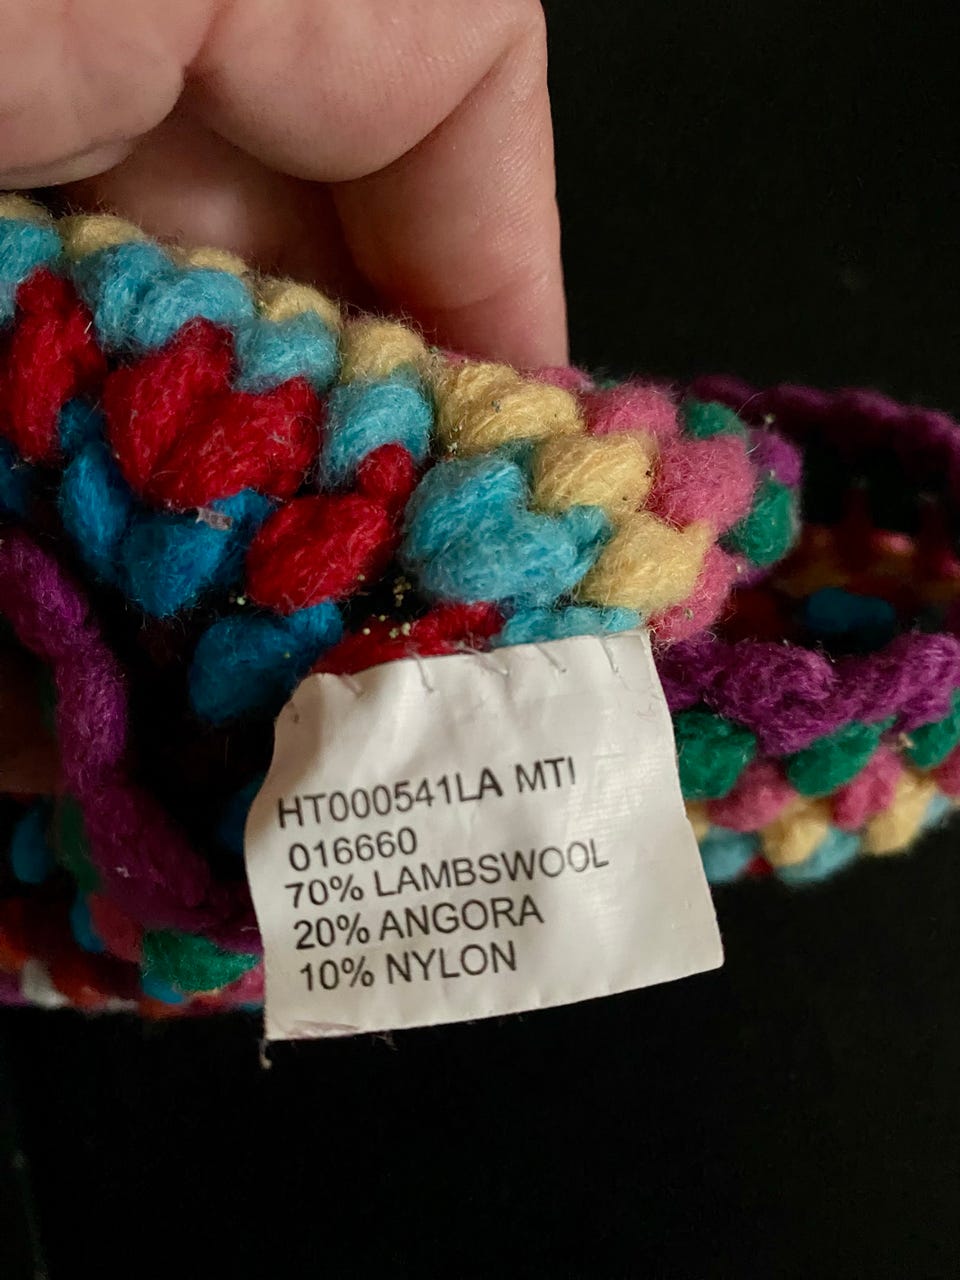 HT000541LA MTI
016660
70% LAMBSWOOL
20% ANGORA
10% NYLON